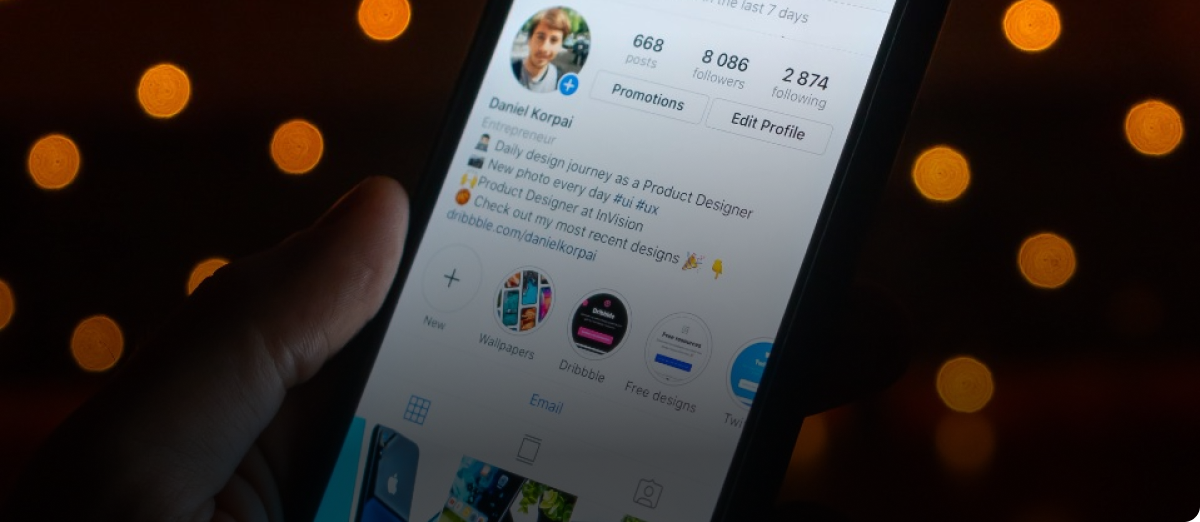 the last 7 days
668
posts
8 086
followers
2 874
following
Promotions
Edit Profile
Daniel Korpai
Entrepreneur
Daily design journey as a Product Designer
New photo every day #ui #ux
Product Designer at InVision
Check out my most recent designs 🎉 👇
dribbble.com/danielkorpai
New
Wallpapers
Dribbble
Free designs
Email